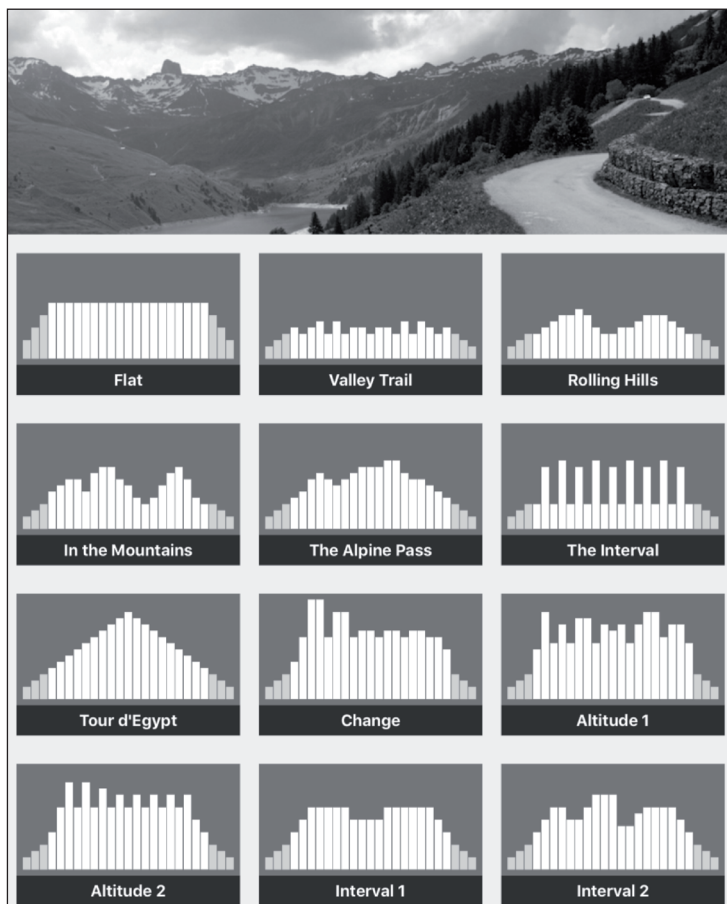 Flat
Valley Trail
Rolling Hills
In the Mountains
The Alpine Pass
The Interval
Tour d'Egypt
Change
Altitude 1
Altitude 2
Interval 1
Interval 2